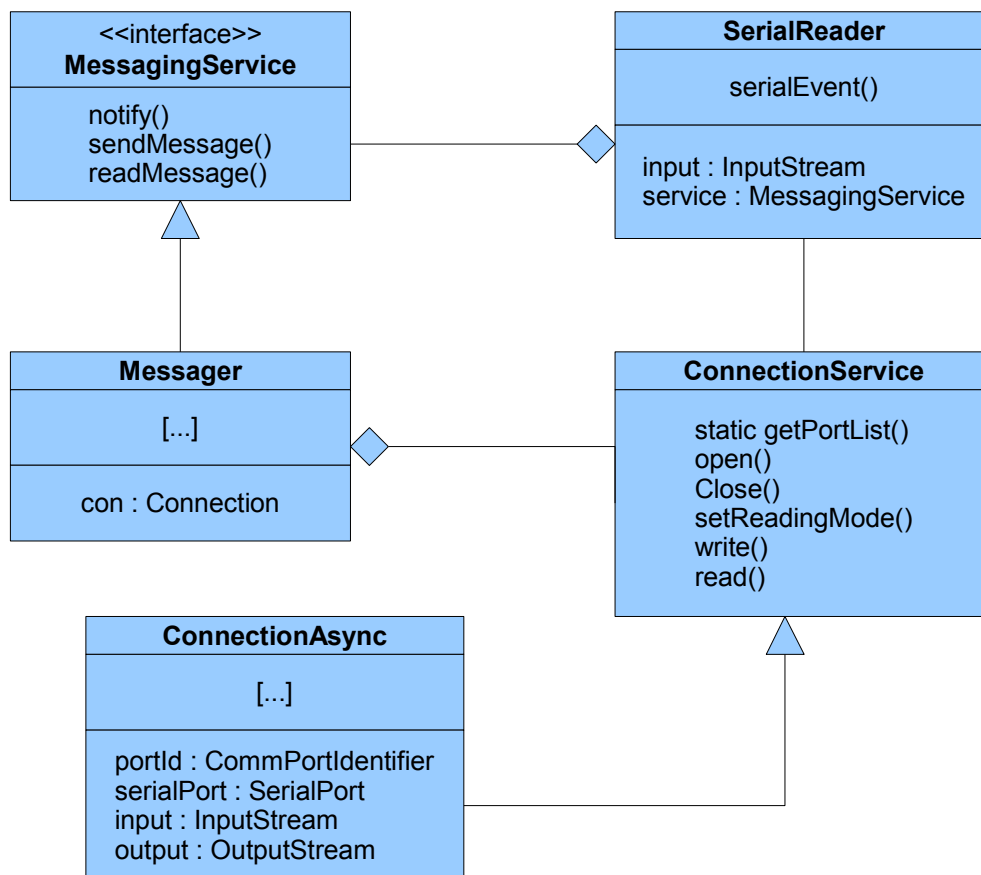 <<interface>>
MessagingService
notify()
sendMessage()
readMessage()
SerialReader
serialEvent()
input : InputStream
service : MessagingService
Messager
[...]
con : Connection
ConnectionService
static getPortList()
open()
Close()
setReadingMode()
write()
read()
ConnectionAsync
[...]
portId : CommPortIdentifier
serialPort : SerialPort
input : InputStream
output : OutputStream